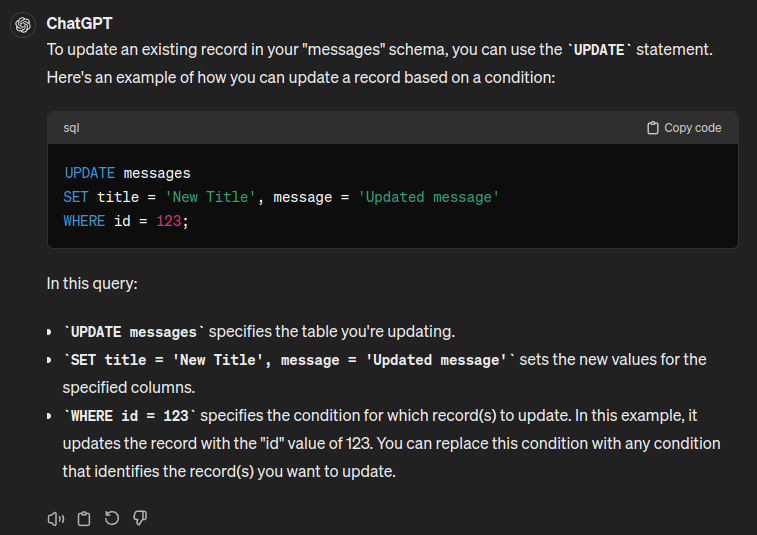 ChatGPT
To update an existing record in your "messages" schema, you can use the `UPDATE` statement.
Here's an example of how you can update a record based on a condition:
sql
Copy code
UPDATE messages
SET title = 'New Title', message = 'Updated message'
WHERE id = 123;
In this query:
`UPDATE messages` specifies the table you're updating.
`SET title = 'New Title', message = 'Updated message'` sets the new values for the
specified columns.
`WHERE id = 123` specifies the condition for which record(s) to update. In this example, it
updates the record with the "id" value of 123. You can replace this condition with any condition
that identifies the record(s) you want to update.